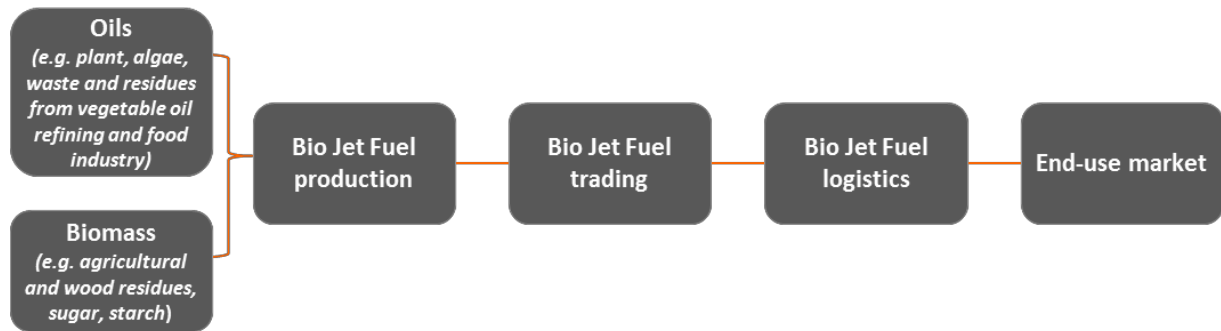 Oils
(e.g. plant, algae,
waste and residues
from vegetable oil
refining and food
industry)
Biomass
(e.g. agricultural
and wood residues,
sugar, starch)
Bio Jet Fuel
production
Bio Jet Fuel
trading
Bio Jet Fuel
logistics
End-use market